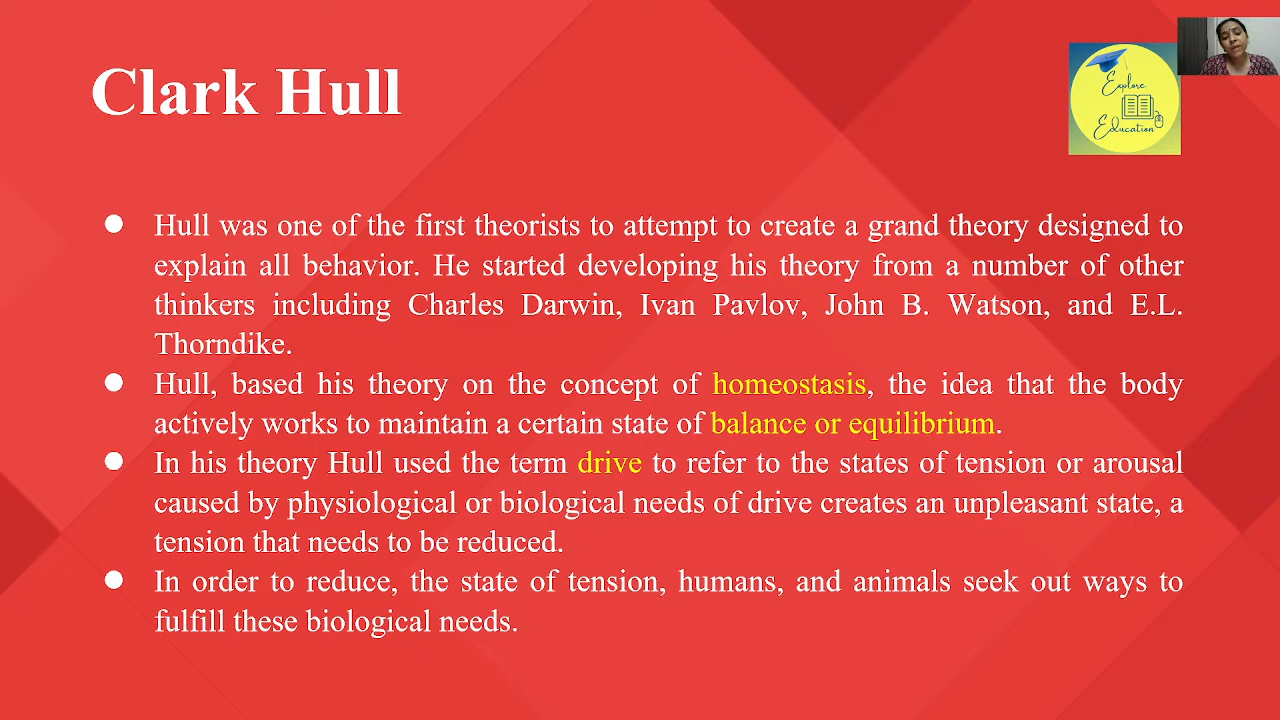 Clark Hull
Explore
Education
● Hull was one of the first theorists to attempt to create a grand theory designed to
explain all behavior. He started developing his theory from a number of other
thinkers including Charles Darwin, Ivan Pavlov, John B. Watson, and E.L.
Thorndike.
● Hull, based his theory on the concept of homeostasis, the idea that the body
actively works to maintain a certain state of balance or equilibrium.
● In his theory Hull used the term drive to refer to the states of tension or arousal
caused by physiological or biological needs of drive creates an unpleasant state, a
tension that needs to be reduced.
● In order to reduce, the state of tension, humans, and animals seek out ways to
fulfill these biological needs.